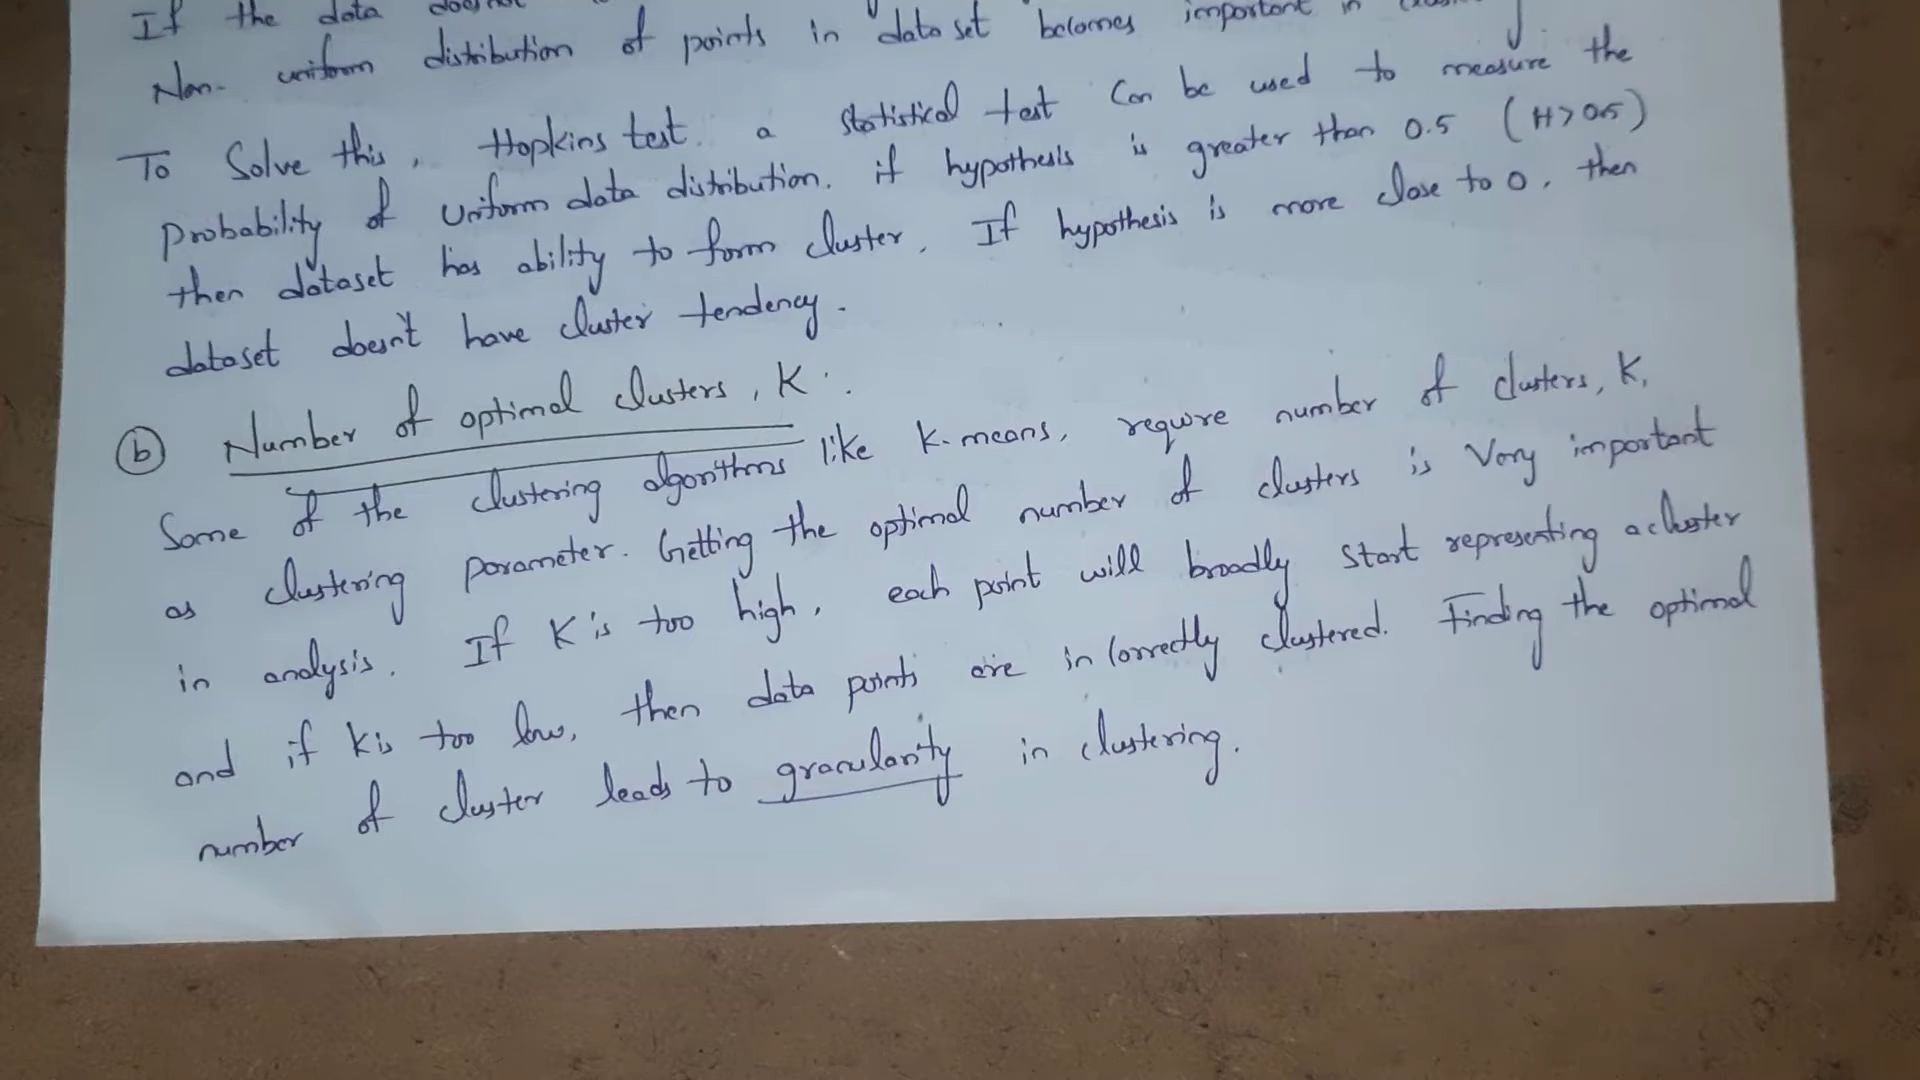 If the data does not
Non-uniform distribution of points in data set becomes important in
To Solve this, Hopkins test. a statistical test Can be used to measure the
probability of Uniform data distribution. if hypothesis is greater than 0.5 (H>0.5)
then dataset has ability to form cluster. If hypothesis is more close to 0, then
dataset doesn't have cluster tendency.
(b) Number of optimal clusters, K:
Some of the clustering algorithms like K-means, require number of clusters, K,
as clustering parameter. Getting the optimal number of clusters is Very important
in analysis. If K is too high, each point will broadly start representing a cluster
and if K is too low, then data points are incorrectly clustered. Finding the optimal
number of cluster leads to granularity in clustering.